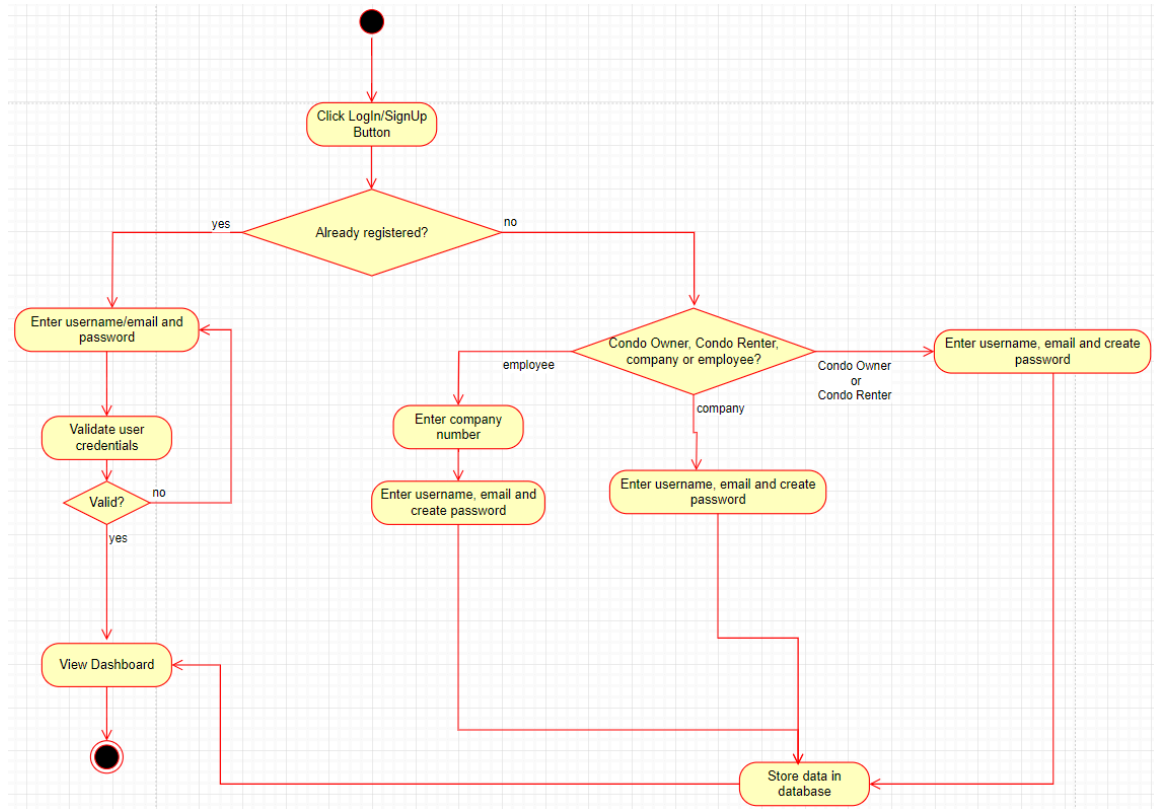 Click LogIn/SignUp
Button
yes
no
Already registered?
Enter username/email and
password
Condo Owner, Condo Renter,
company or employee?
Enter username, email and create
password
employee
Condo Owner
or
Condo Renter
company
Enter company
number
Validate user
credentials
Enter username, email and
create password
Enter username, email and create
password
Valid?
no
yes
View Dashboard
Store data in
database